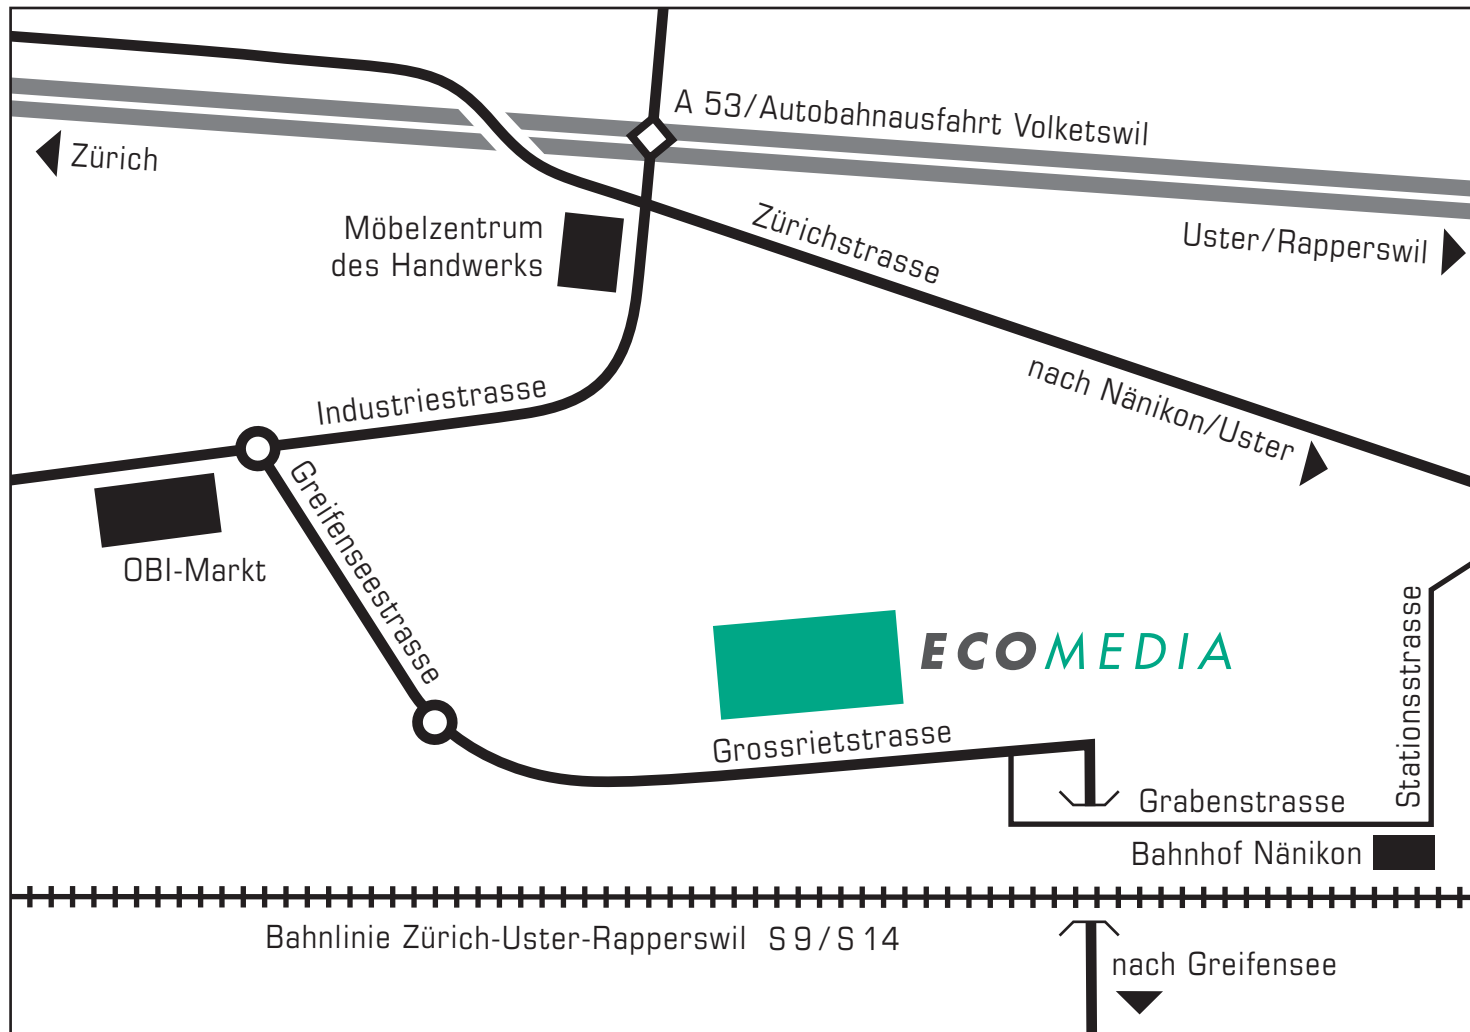 A 53/Autobahnausfahrt Volketswil
Zürich
Möbelzentrum
des Handwerks
Zürichstrasse
Uster/Rapperswil
nach Nänikon/Uster
Industriestrasse
Greifenseestrasse
OBI-Markt
ECOMEDIA
Grossrietstrasse
Stationsstrasse
Grabenstrasse
Bahnhof Nänikon
Bahnlinie Zürich-Uster-Rapperswil S 9 / S 14
nach Greifensee